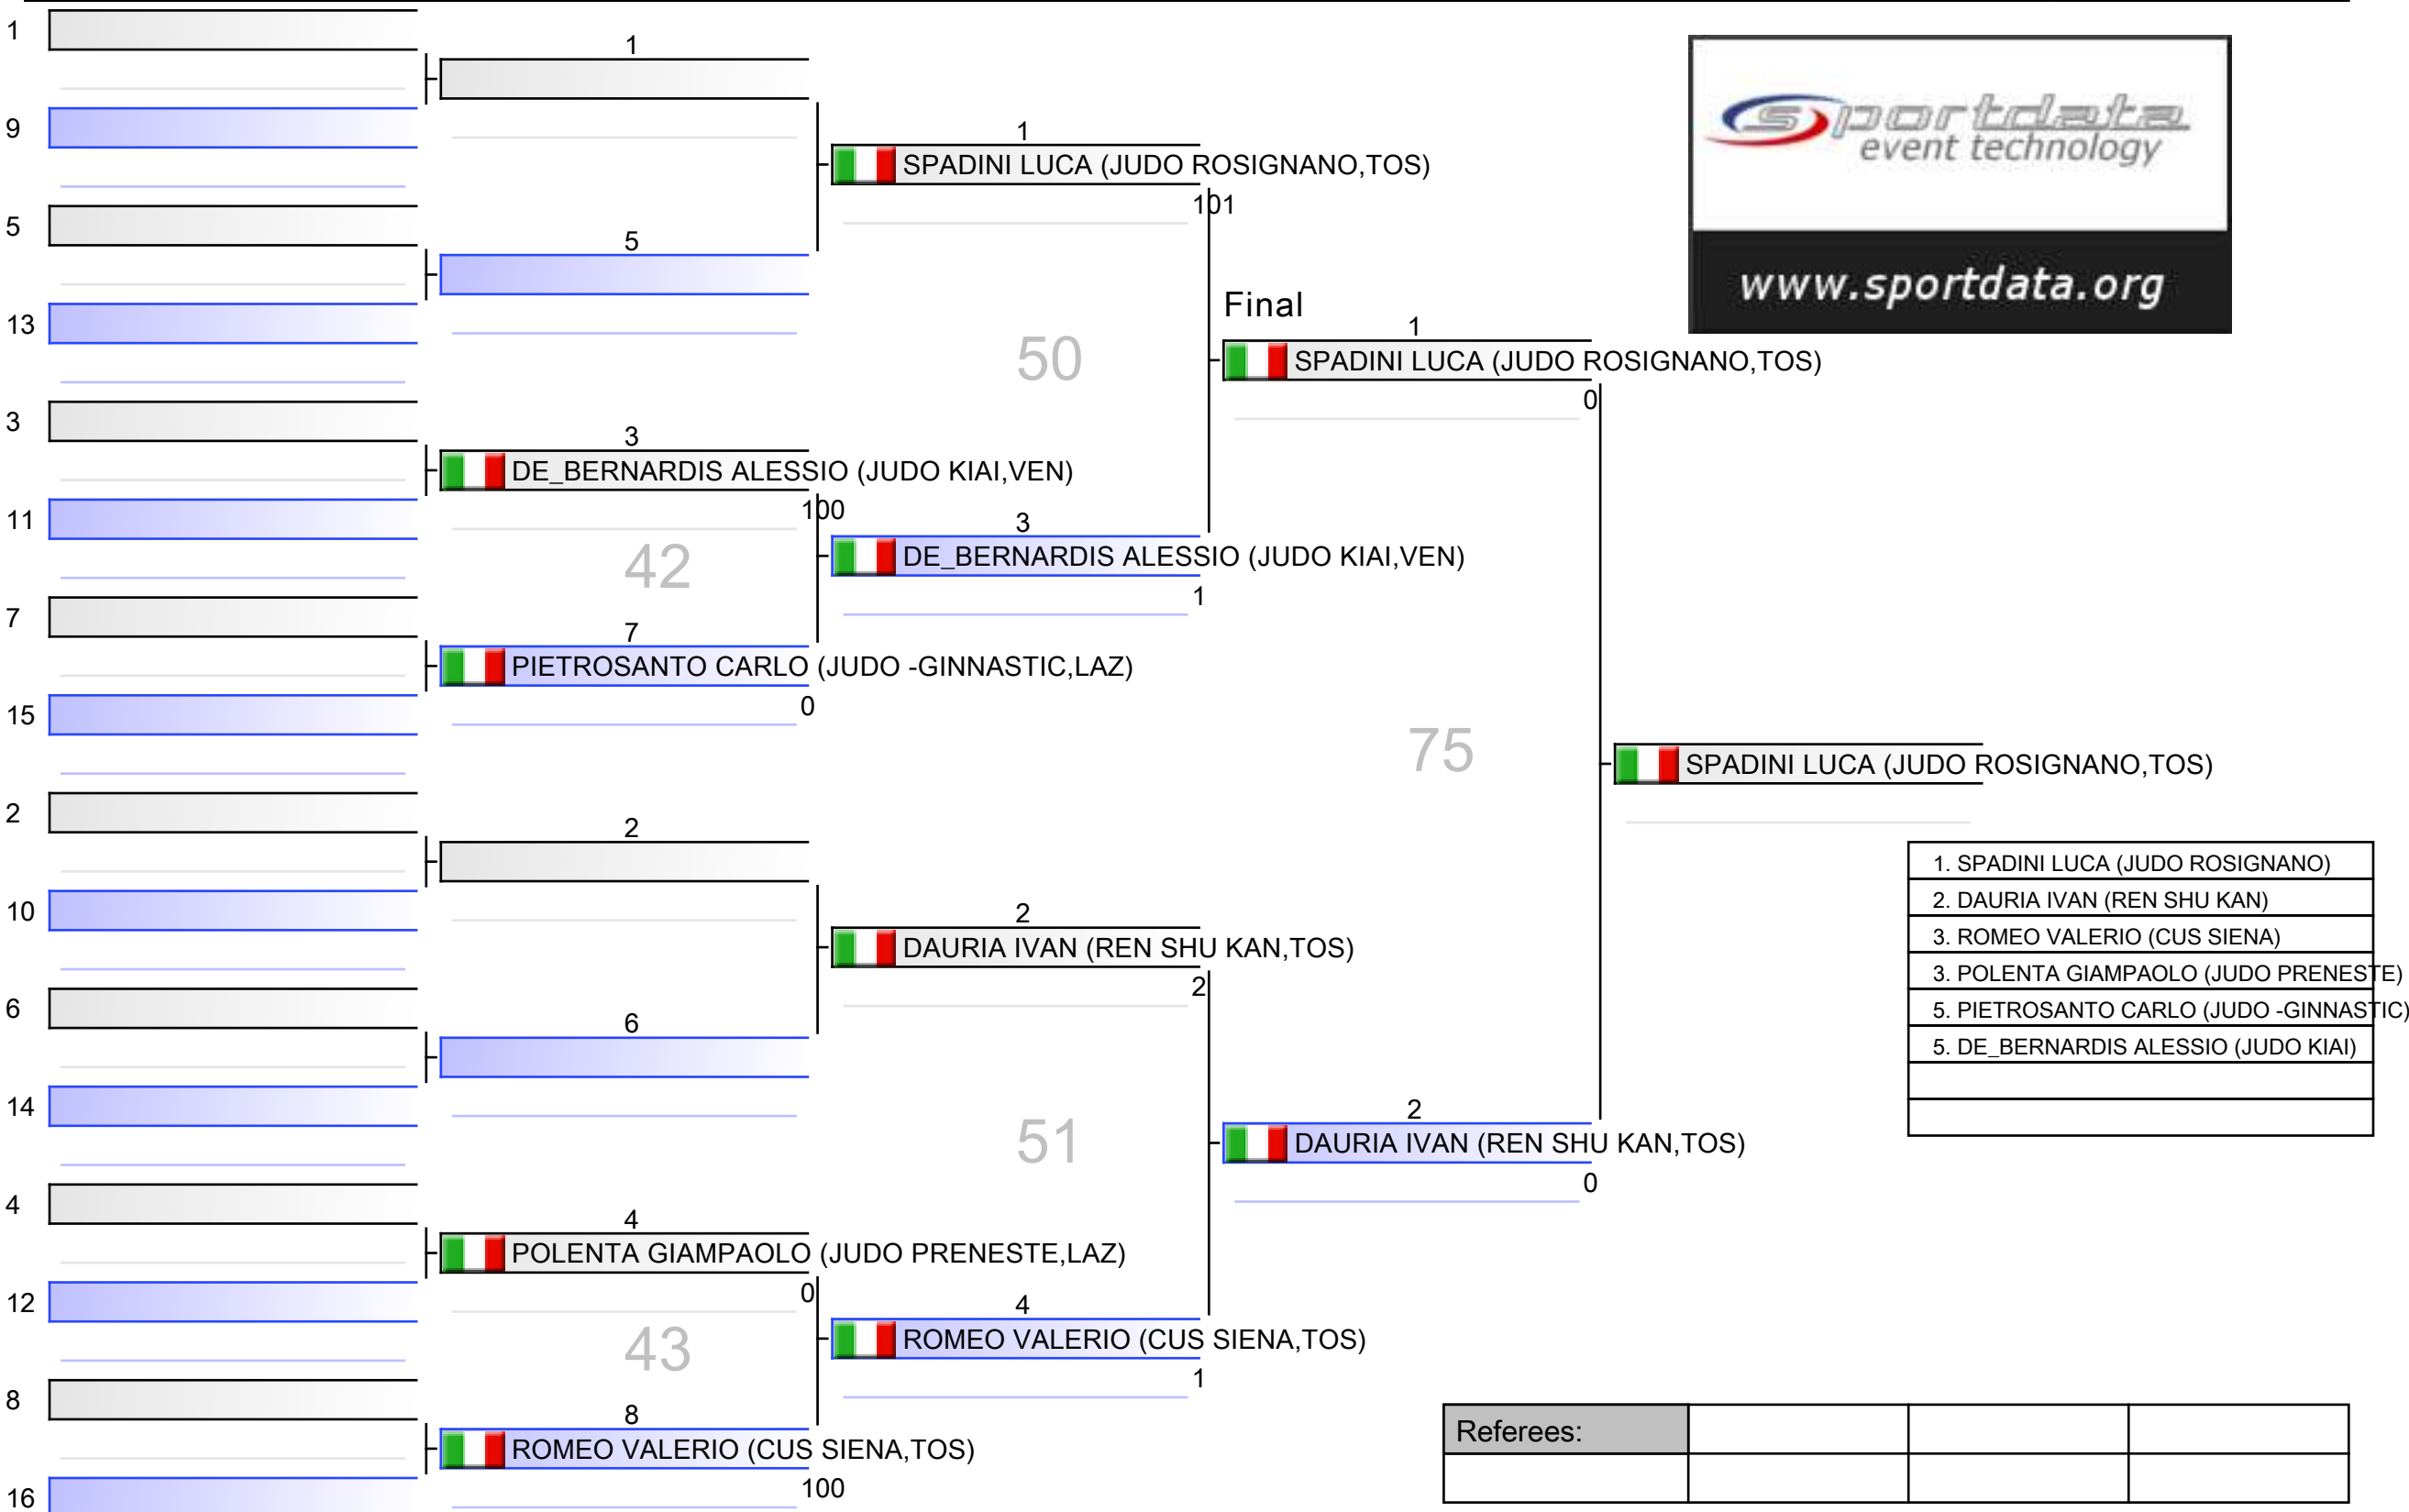 1
9
5
13
3
11
7
15
2
10
6
14
4
12
8
16
1
5
3
DE_BERNARDIS ALESSIO (JUDO KIAI,VEN)
100
42
7
PIETROSANTO CARLO (JUDO -GINNASTIC,LAZ)
0
2
6
4
POLENTA GIAMPAOLO (JUDO PRENESTE,LAZ)
0
43
8
ROMEO VALERIO (CUS SIENA,TOS)
100
1
SPADINI LUCA (JUDO ROSIGNANO,TOS)
101
50
3
DE_BERNARDIS ALESSIO (JUDO KIAI,VEN)
1
2
DAURIA IVAN (REN SHU KAN,TOS)
2
51
4
ROMEO VALERIO (CUS SIENA,TOS)
1
Final
1
SPADINI LUCA (JUDO ROSIGNANO,TOS)
0
75
2
DAURIA IVAN (REN SHU KAN,TOS)
0
SPADINI LUCA (JUDO ROSIGNANO,TOS)
sportdata
event technology
www.sportdata.org
1. SPADINI LUCA (JUDO ROSIGNANO)
2. DAURIA IVAN (REN SHU KAN)
3. ROMEO VALERIO (CUS SIENA)
3. POLENTA GIAMPAOLO (JUDO PRENESTE)
5. PIETROSANTO CARLO (JUDO -GINNASTIC)
5. DE_BERNARDIS ALESSIO (JUDO KIAI)
Referees: